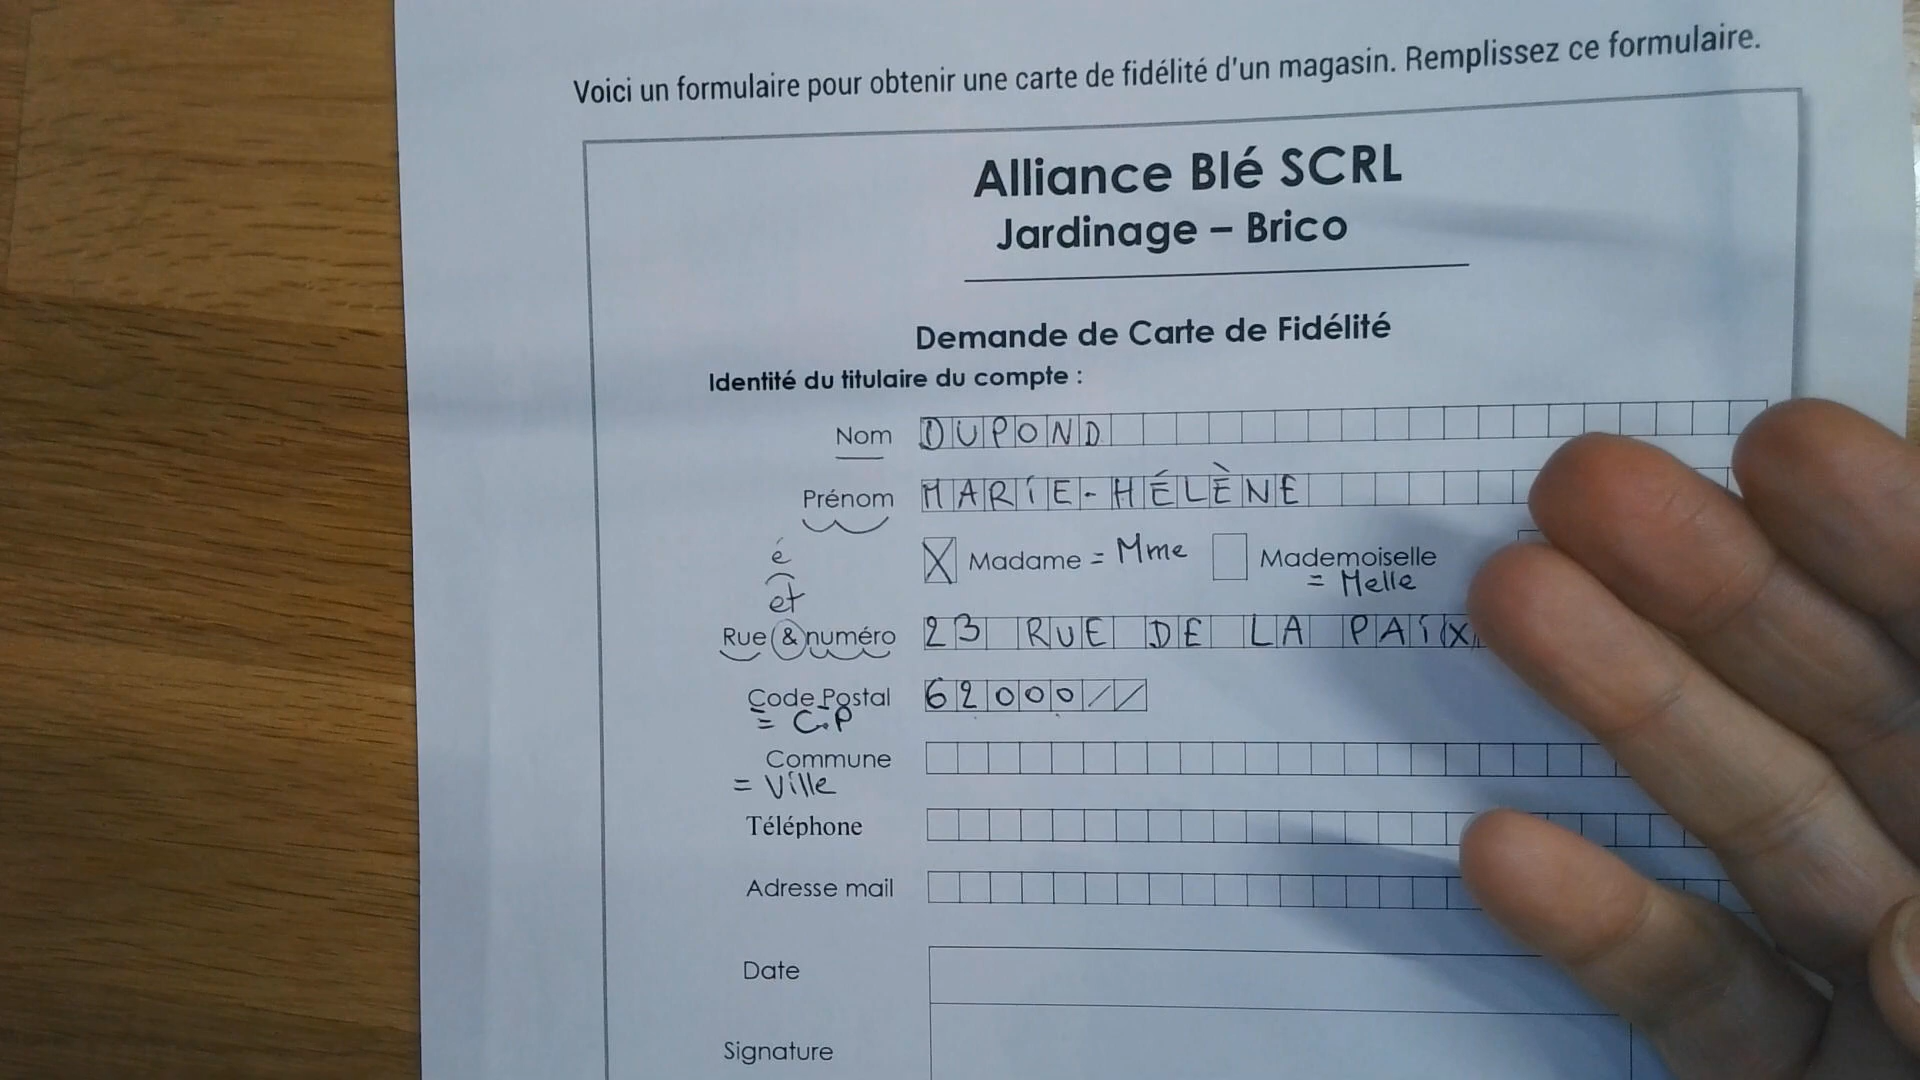 Voici un formulaire pour obtenir une carte de fidélité d'un magasin. Remplissez ce formulaire.
Alliance Blé SCRL
Jardinage – Brico
Demande de Carte de Fidélité
Identité du titulaire du compte :
Nom DUPOND
Prénom MARIE-HÉLÈNE
é
et
X Madame = Mme Mademoiselle
= Melle
Rue & numéro 23 RUE DE LA PAIX
Code Postal 62000//
= C.P
Commune
= Ville
Téléphone
Adresse mail
Date
Signature